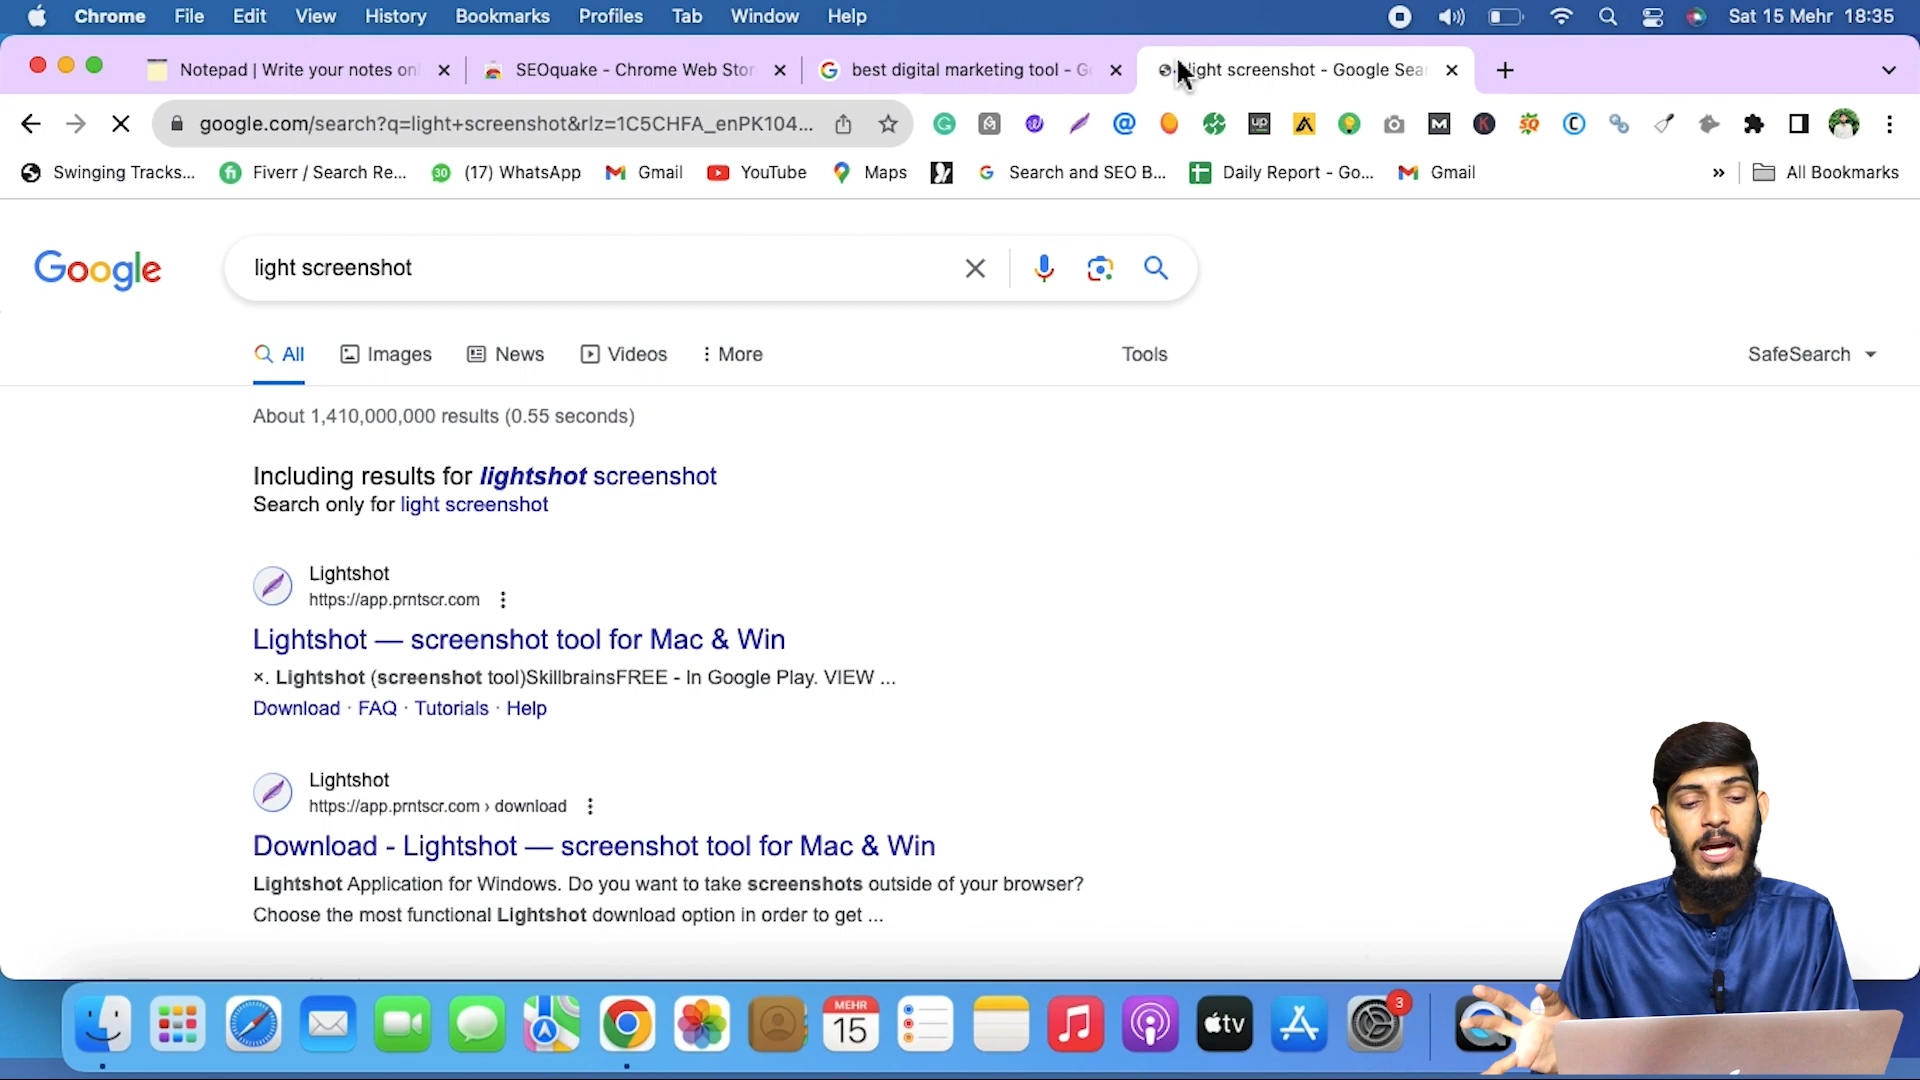 Chrome File Edit View History Bookmarks Profiles Tab Window Help Sat 15 Mehr 18:35
Notepad | Write your notes onl SEOquake - Chrome Web Stor best digital marketing tool - G light screenshot - Google Sear
google.com/search?q=light+screenshot&rlz=1C5CHFA_enPK104...
Swinging Tracks... Fiverr / Search Re... 30 (17) WhatsApp Gmail YouTube Maps Search and SEO B... Daily Report - Go... Gmail » All Bookmarks
Google light screenshot
All Images News Videos More Tools SafeSearch
About 1,410,000,000 results (0.55 seconds)
Including results for lightshot screenshot
Search only for light screenshot
Lightshot
https://app.prntscr.com
Lightshot — screenshot tool for Mac & Win
×. Lightshot (screenshot tool)SkillbrainsFREE - In Google Play. VIEW ...
Download · FAQ · Tutorials · Help
Lightshot
https://app.prntscr.com › download
Download - Lightshot — screenshot tool for Mac & Win
Lightshot Application for Windows. Do you want to take screenshots outside of your browser?
Choose the most functional Lightshot download option in order to get ...
MEHR
15
tv
3